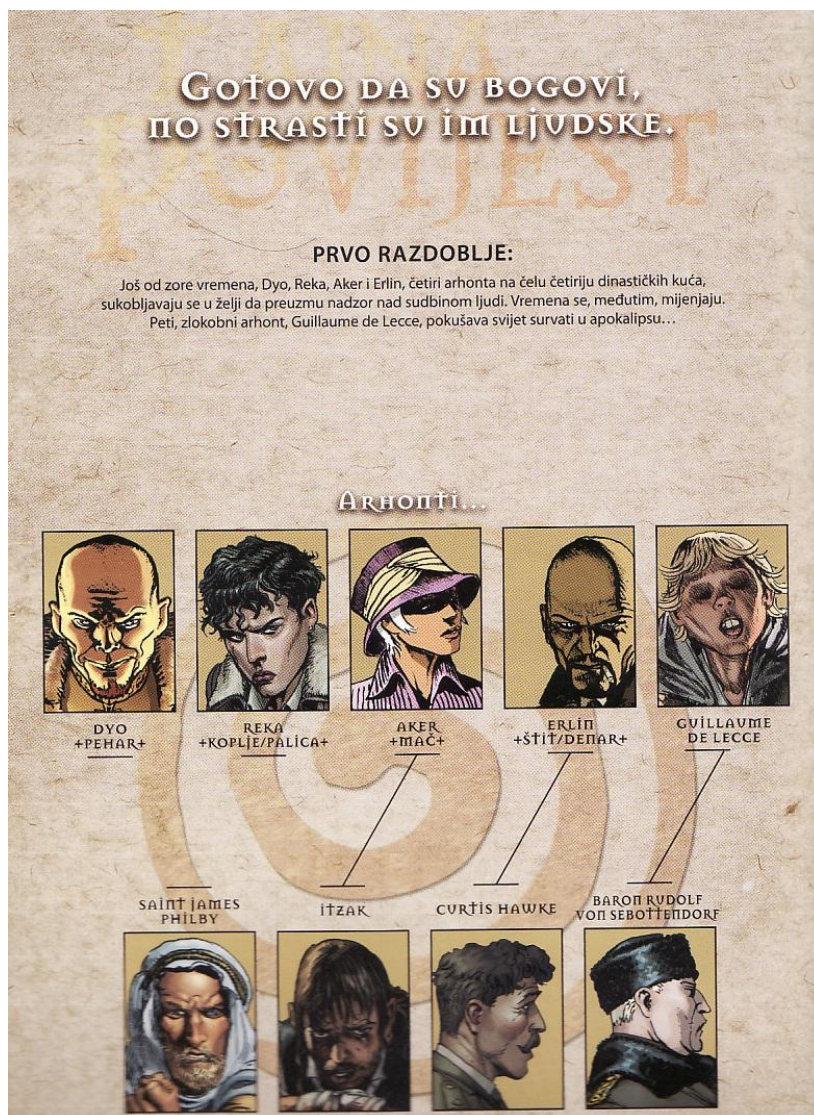 TAJNA
POVIJEST
Gotovo da su bogovi,
no strasti su im ljudske.
PRVO RAZDOBLJE:
Još od zore vremena, Dyo, Reka, Aker i Erlin, četiri arhonta na čelu četiriju dinastičkih kuća,
sukobljavaju se u želji da preuzmu nadzor nad sudbinom ljudi. Vremena se, međutim, mijenjaju.
Peti, zlokobni arhont, Guillaume de Lecce, pokušava svijet survati u apokalipsu…
Arhonti...
DYO
+PEHAR+
REKA
+KOPLJE/PALICA+
AKER
+MAČ+
ERLIN
+ŠTIT/DENAR+
GUILLAUME
DE LECCE
SAINT JAMES
PHILBY
ITZAK
CURTIS HAWKE
BARON RUDOLF
VON SEBOTTENDORF